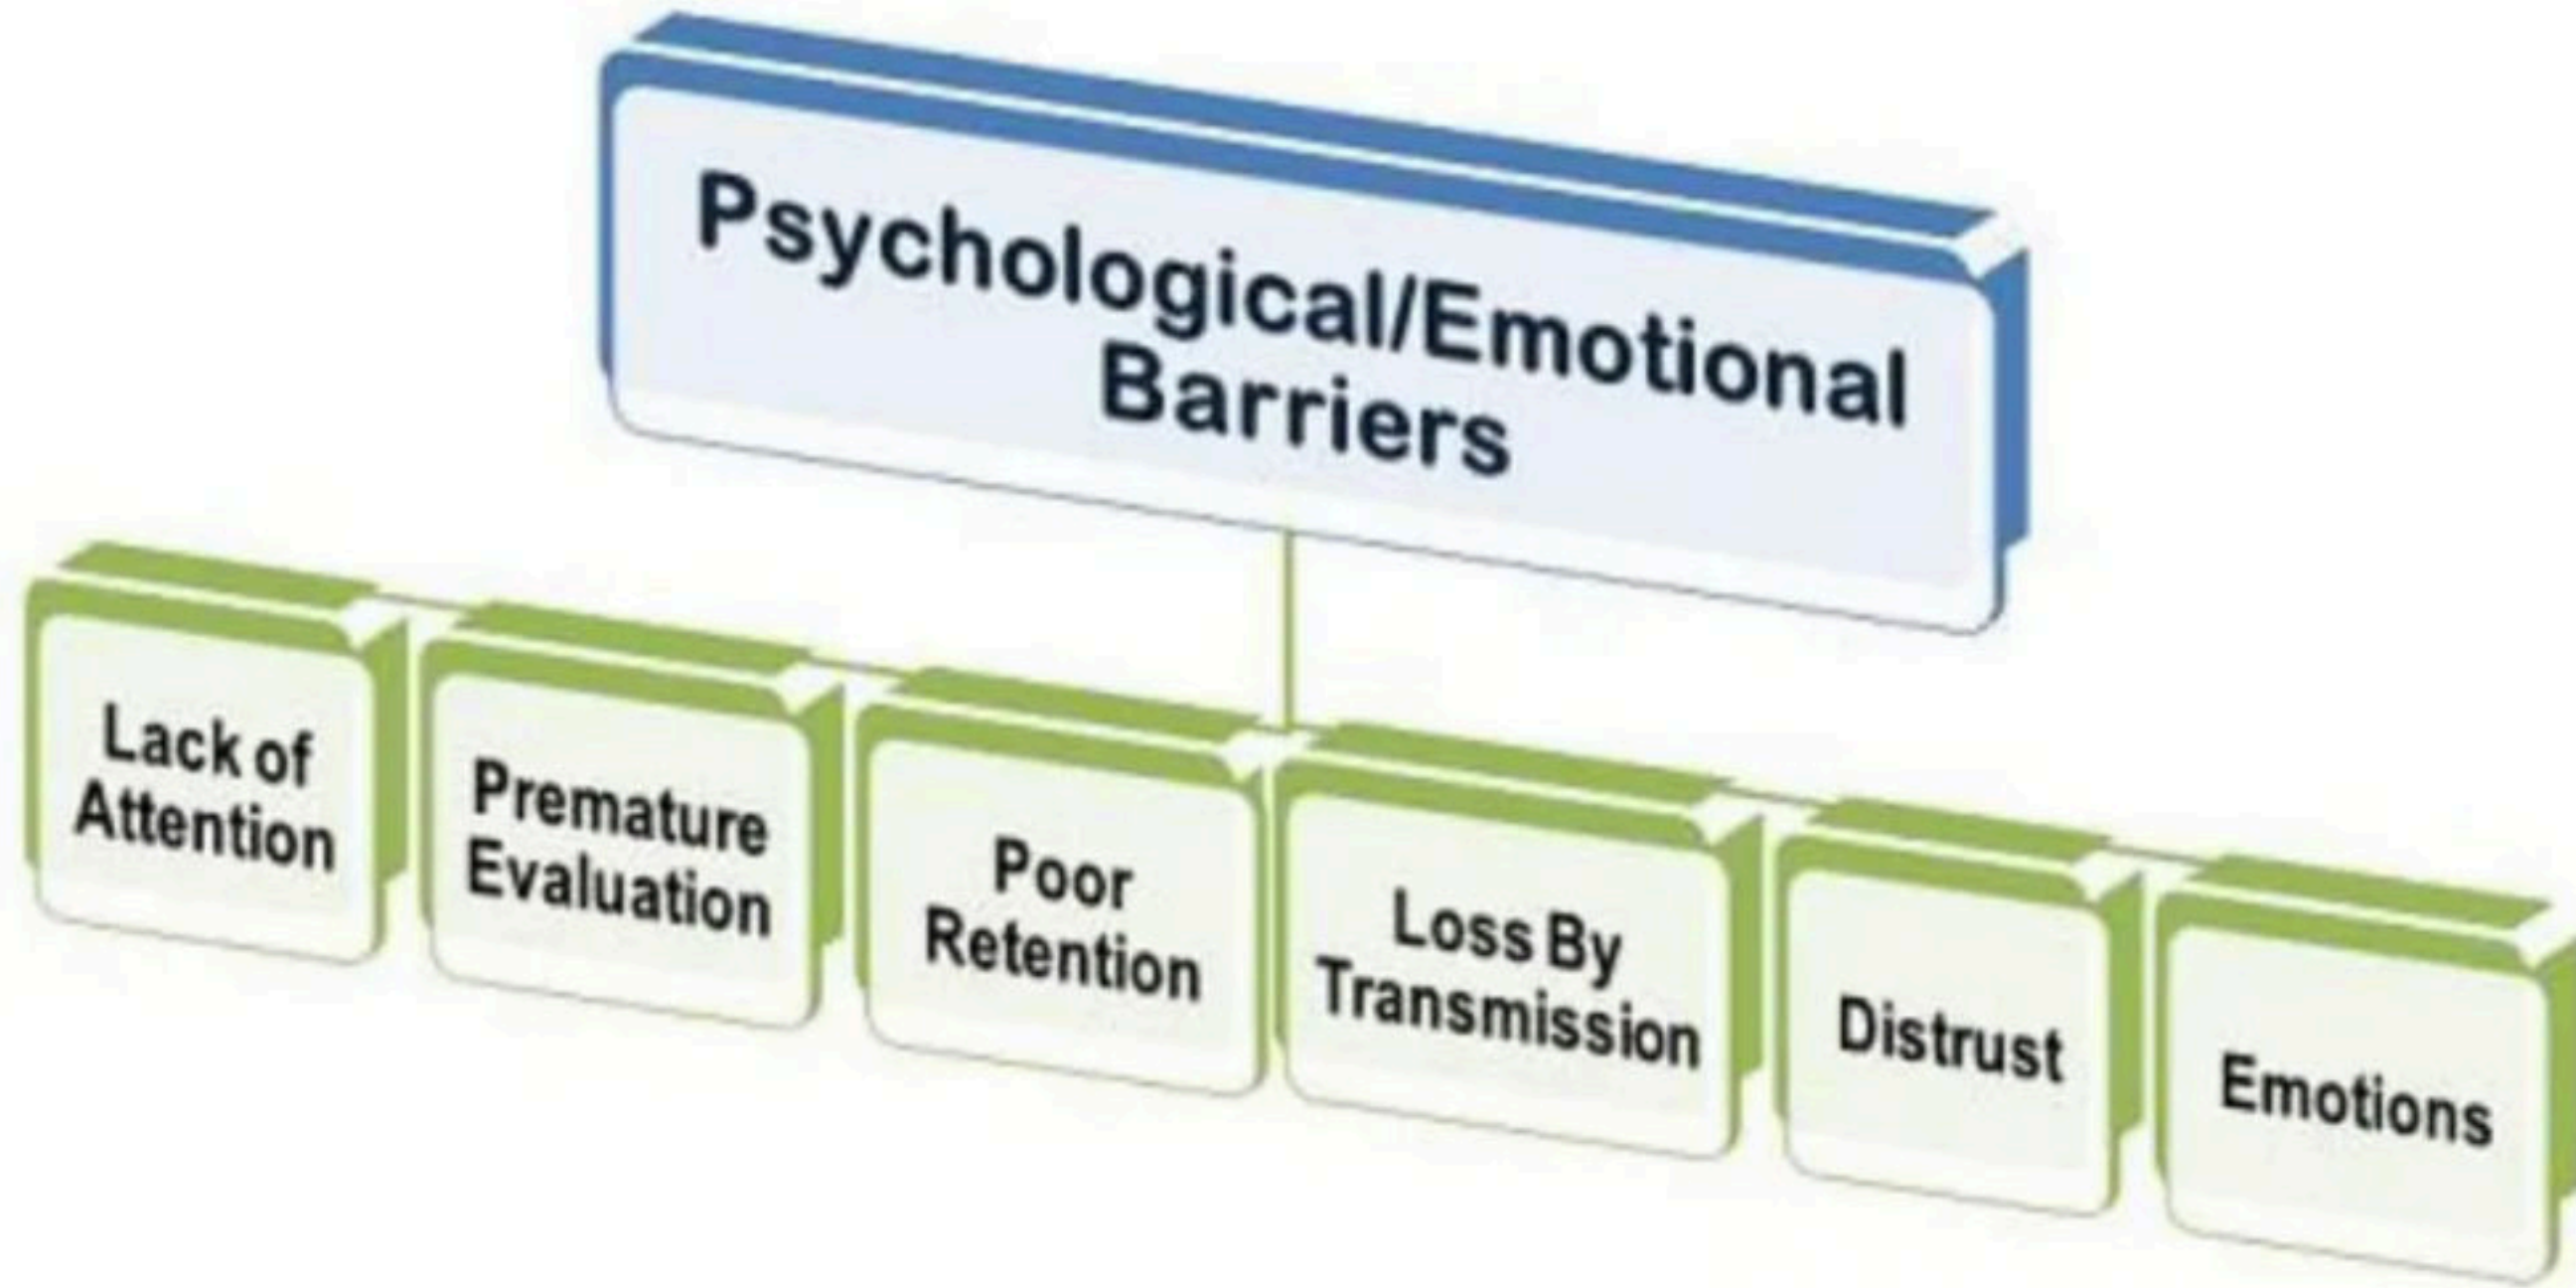 Psychological/Emotional
Barriers
Lack of
Attention
Premature
Evaluation
Poor
Retention
Loss By
Transmission
Distrust
Emotions